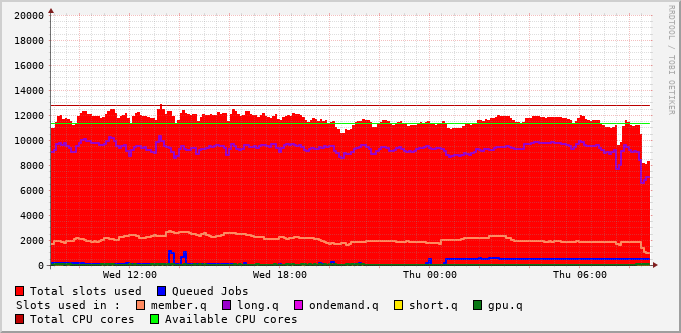 RRDTOOL / TOBI OETIKER
20000
18000
16000
14000
12000
10000
8000
6000
4000
2000
0
Wed 12:00 Wed 18:00 Thu 00:00 Thu 06:00
Total slots used Queued Jobs
Slots used in : member.q long.q ondemand.q short.q gpu.q
Total CPU cores Available CPU cores